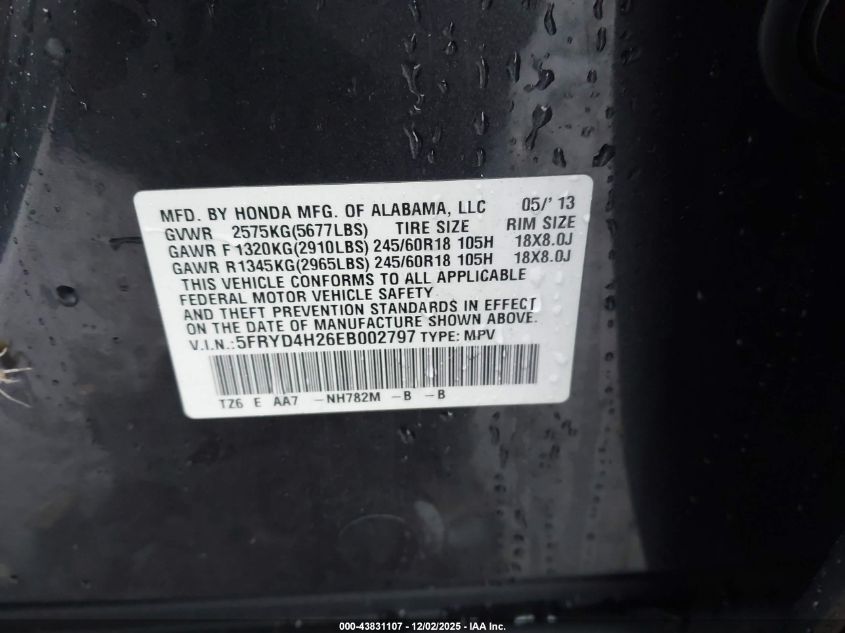 MFD. BY HONDA MFG. OF ALABAMA, LLC 05/' 13
GVWR 2575KG(5677LBS) TIRE SIZE RIM SIZE
GAWR F 1320KG(2910LBS) 245/60R18 105H 18X8.0J
GAWR R1345KG(2965LBS) 245/60R18 105H 18X8.0J
THIS VEHICLE CONFORMS TO ALL APPLICABLE
FEDERAL MOTOR VEHICLE SAFETY
AND THEFT PREVENTION STANDARDS IN EFFECT
ON THE DATE OF MANUFACTURE SHOWN ABOVE.
V.I.N.:5FRYD4H26EB002797 TYPE: MPV
TZ6 E AA7 -NH782M -B -B
000-43831107 - 12/02/2025 - IAA Inc.